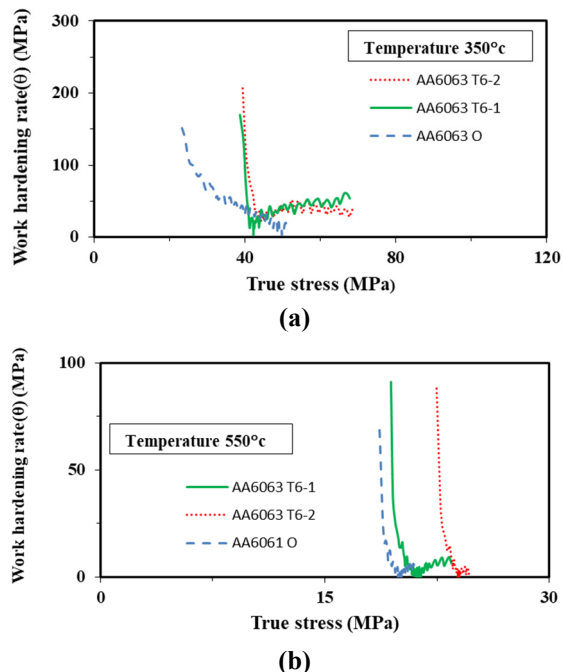 (a)
Work hardening rate(θ) (MPa)
300
200
100
0
Temperature 350°c
AA6063 T6-2
AA6063 T6-1
AA6063 O
0
40
80
120
True stress (MPa)
(a)
Work hardening rate(θ) (MPa)
100
50
0
Temperature 550°c
AA6063 T6-1
AA6063 T6-2
AA6061 O
0
15
30
True stress (MPa)
(b)